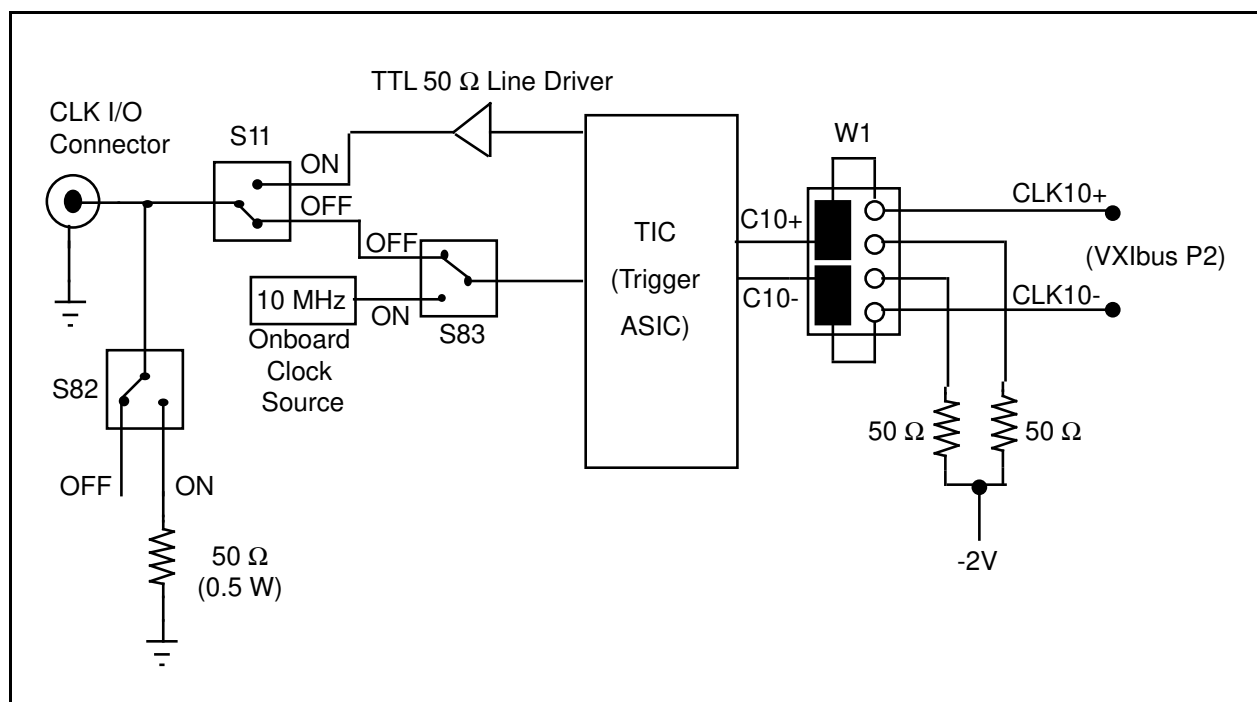 TTL 50 Ω Line Driver
CLK I/O
Connector
S11
ON
OFF
W1
CLK10+
C10+
TIC
(Trigger
ASIC)
(VXIbus P2)
OFF
10 MHz
ON
C10-
CLK10-
Onboard
Clock
Source
S83
S82
50 Ω
50 Ω
OFF
ON
50 Ω
(0.5 W)
-2V